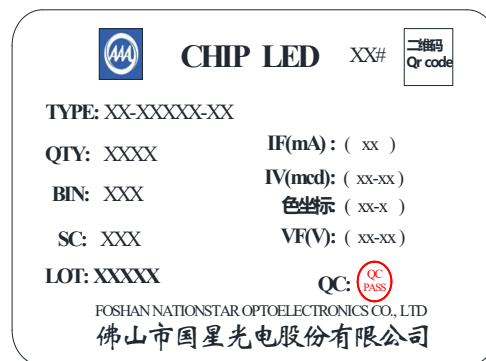 AAA CHIP LED XX# 二维码
Qr code
TYPE: XX-XXXXX-XX
QTY: XXXX IF(mA) : ( xx )
IV(mcd): ( xx-xx )
BIN: XXX 色坐标: ( xx-x )
SC: XXX VF(V): ( xx-xx )
LOT: XXXXX QC: QC
PASS
FOSHAN NATIONSTAR OPTOELECTRONICS CO., LTD
佛山市国星光电股份有限公司